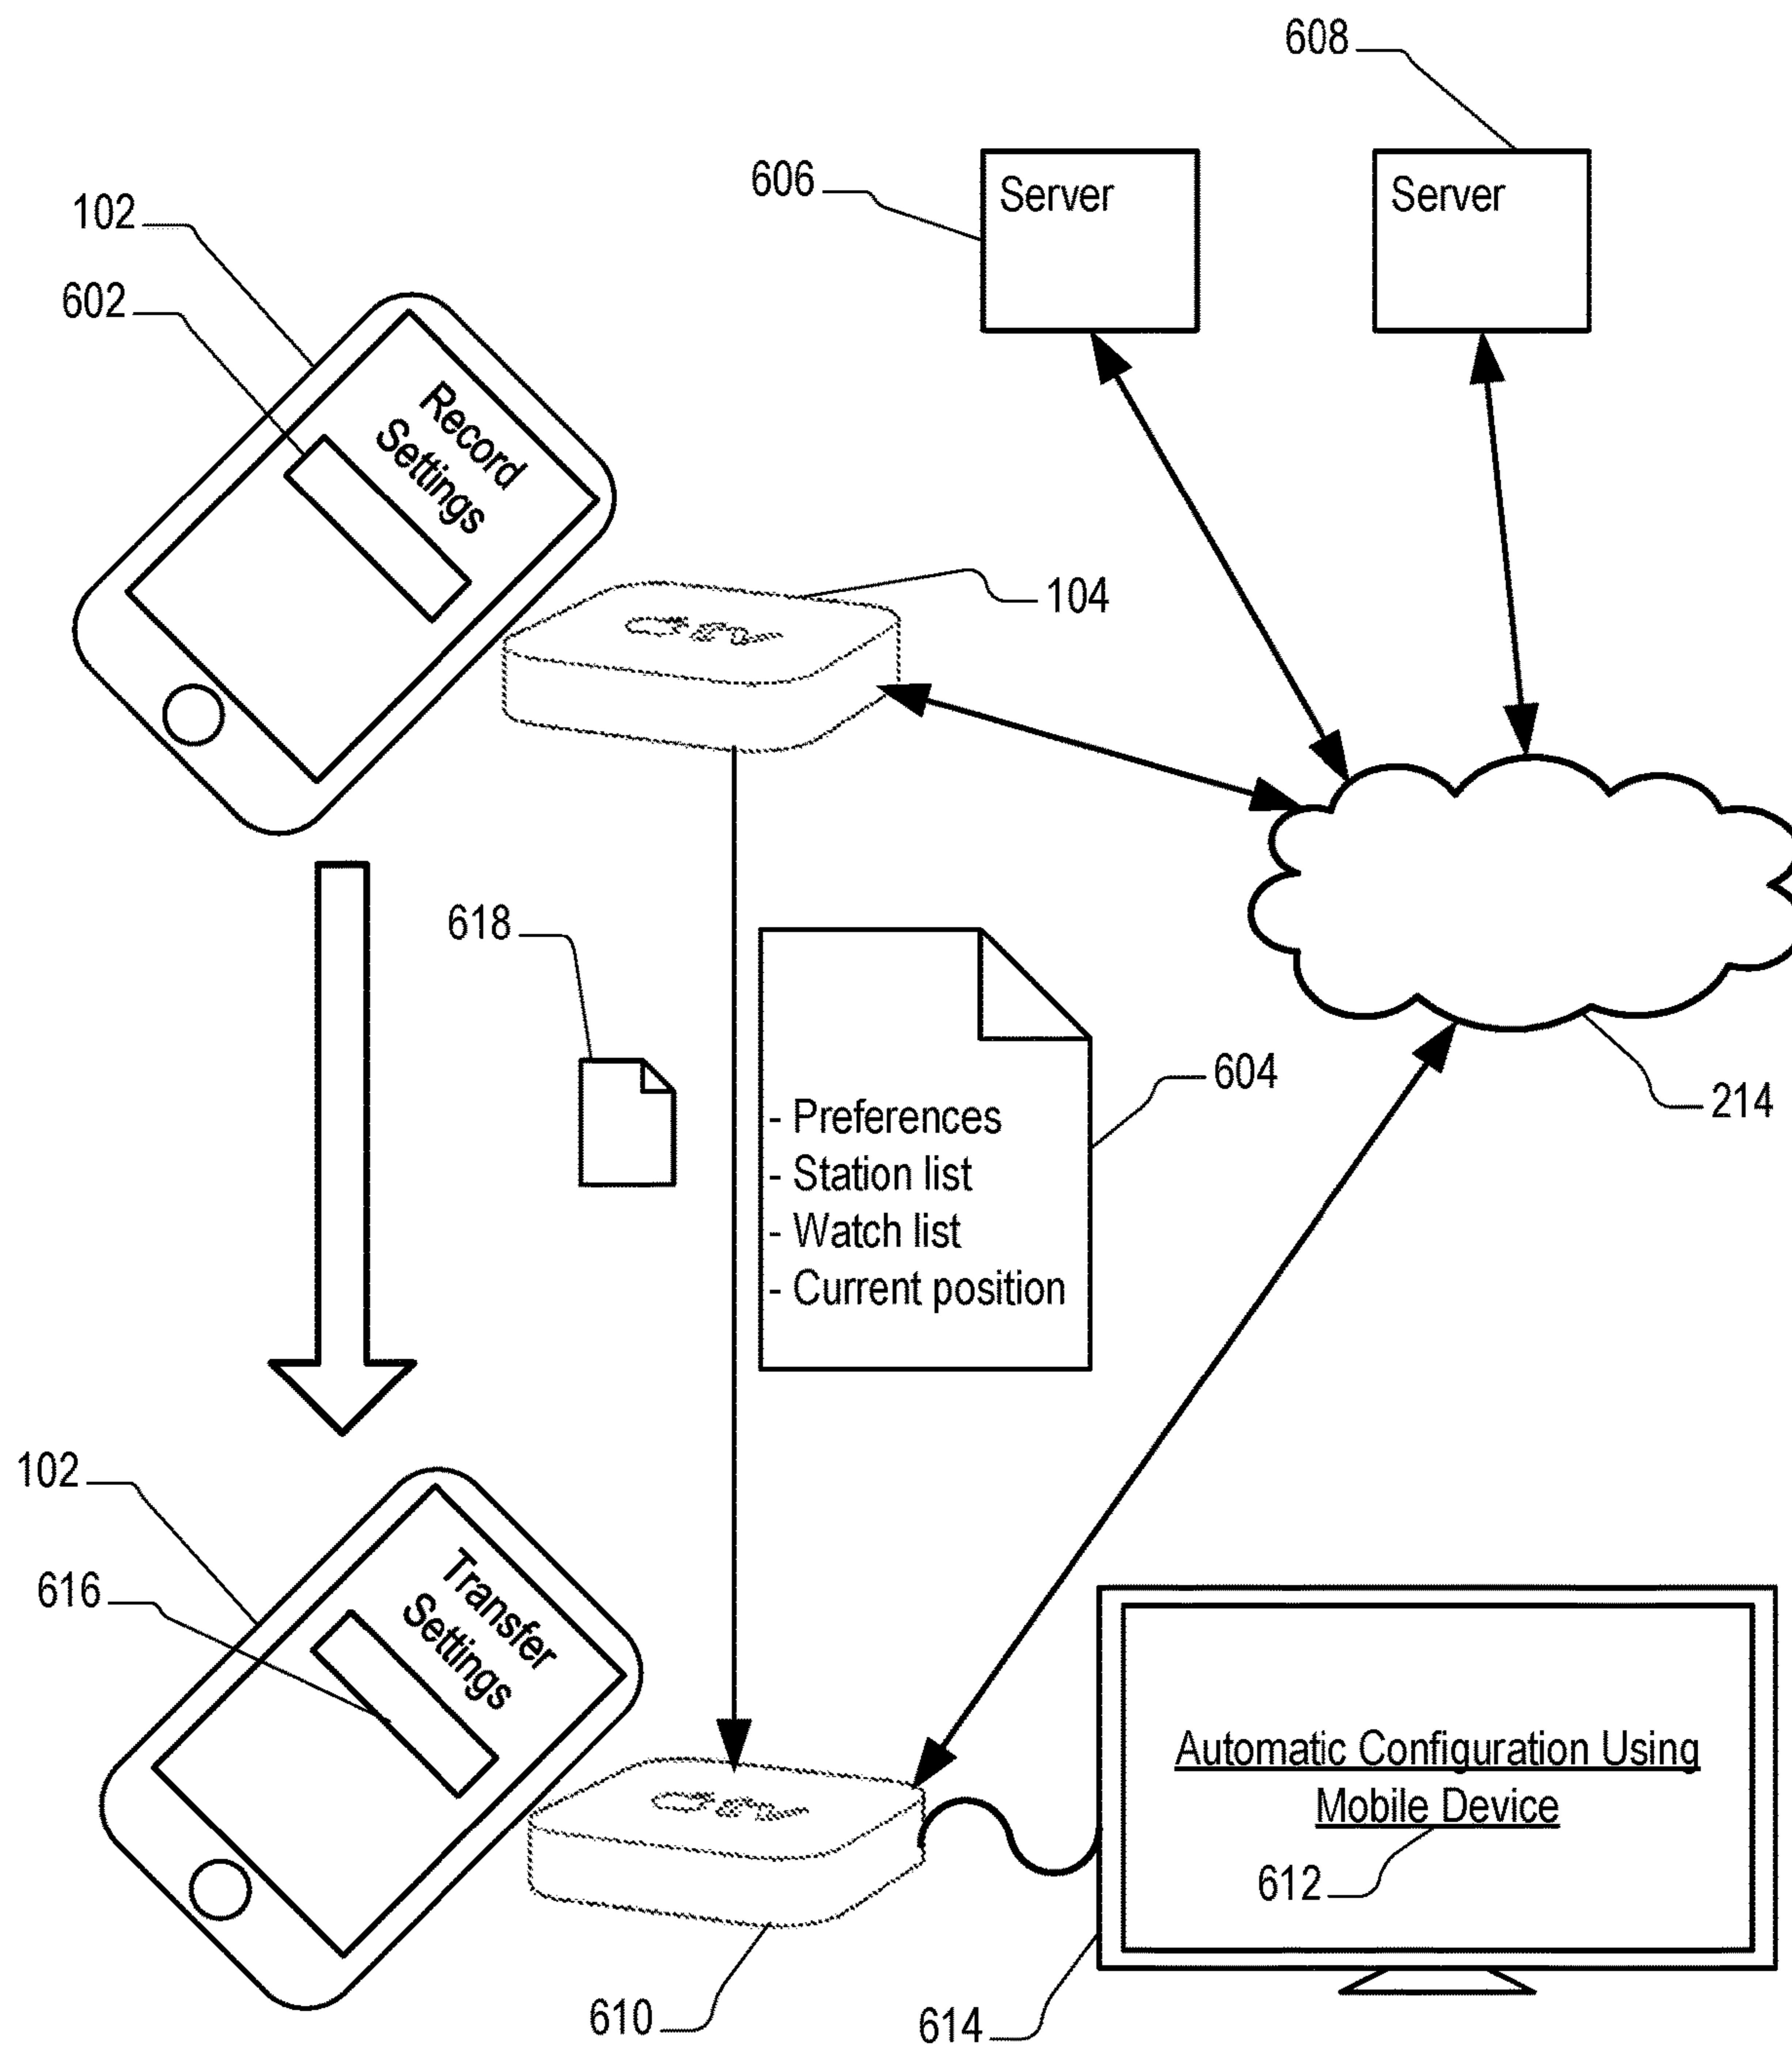 608
606
Server
Server
102
602
Record
Settings
104
618
- Preferences
- Station list
- Watch list
- Current position
604
214
102
616
Transfer
Settings
Automatic Configuration Using
Mobile Device
612
610
614